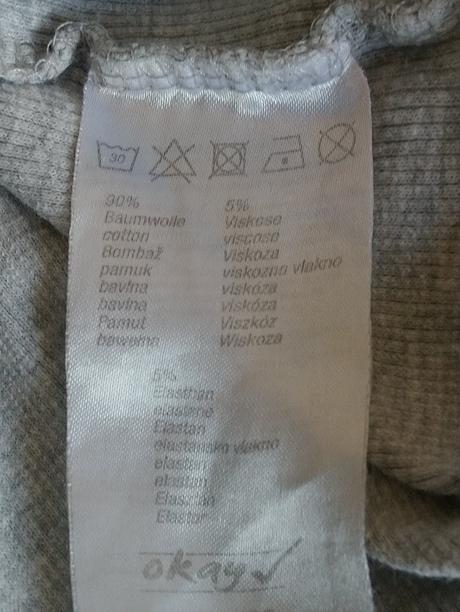 30
90%
Baumwolle
cotton
Bombaž
pamuk
bavlna
bavlna
Pamut
bawełna
5%
Viskose
viscose
Viskoza
viskozno vlakno
viskóza
viskóza
Viszkóz
Wiskoza
5%
Elasthan
elastane
Elastan
elastansko vlakno
elastan
elastan
Elasztán
Elastan
okay